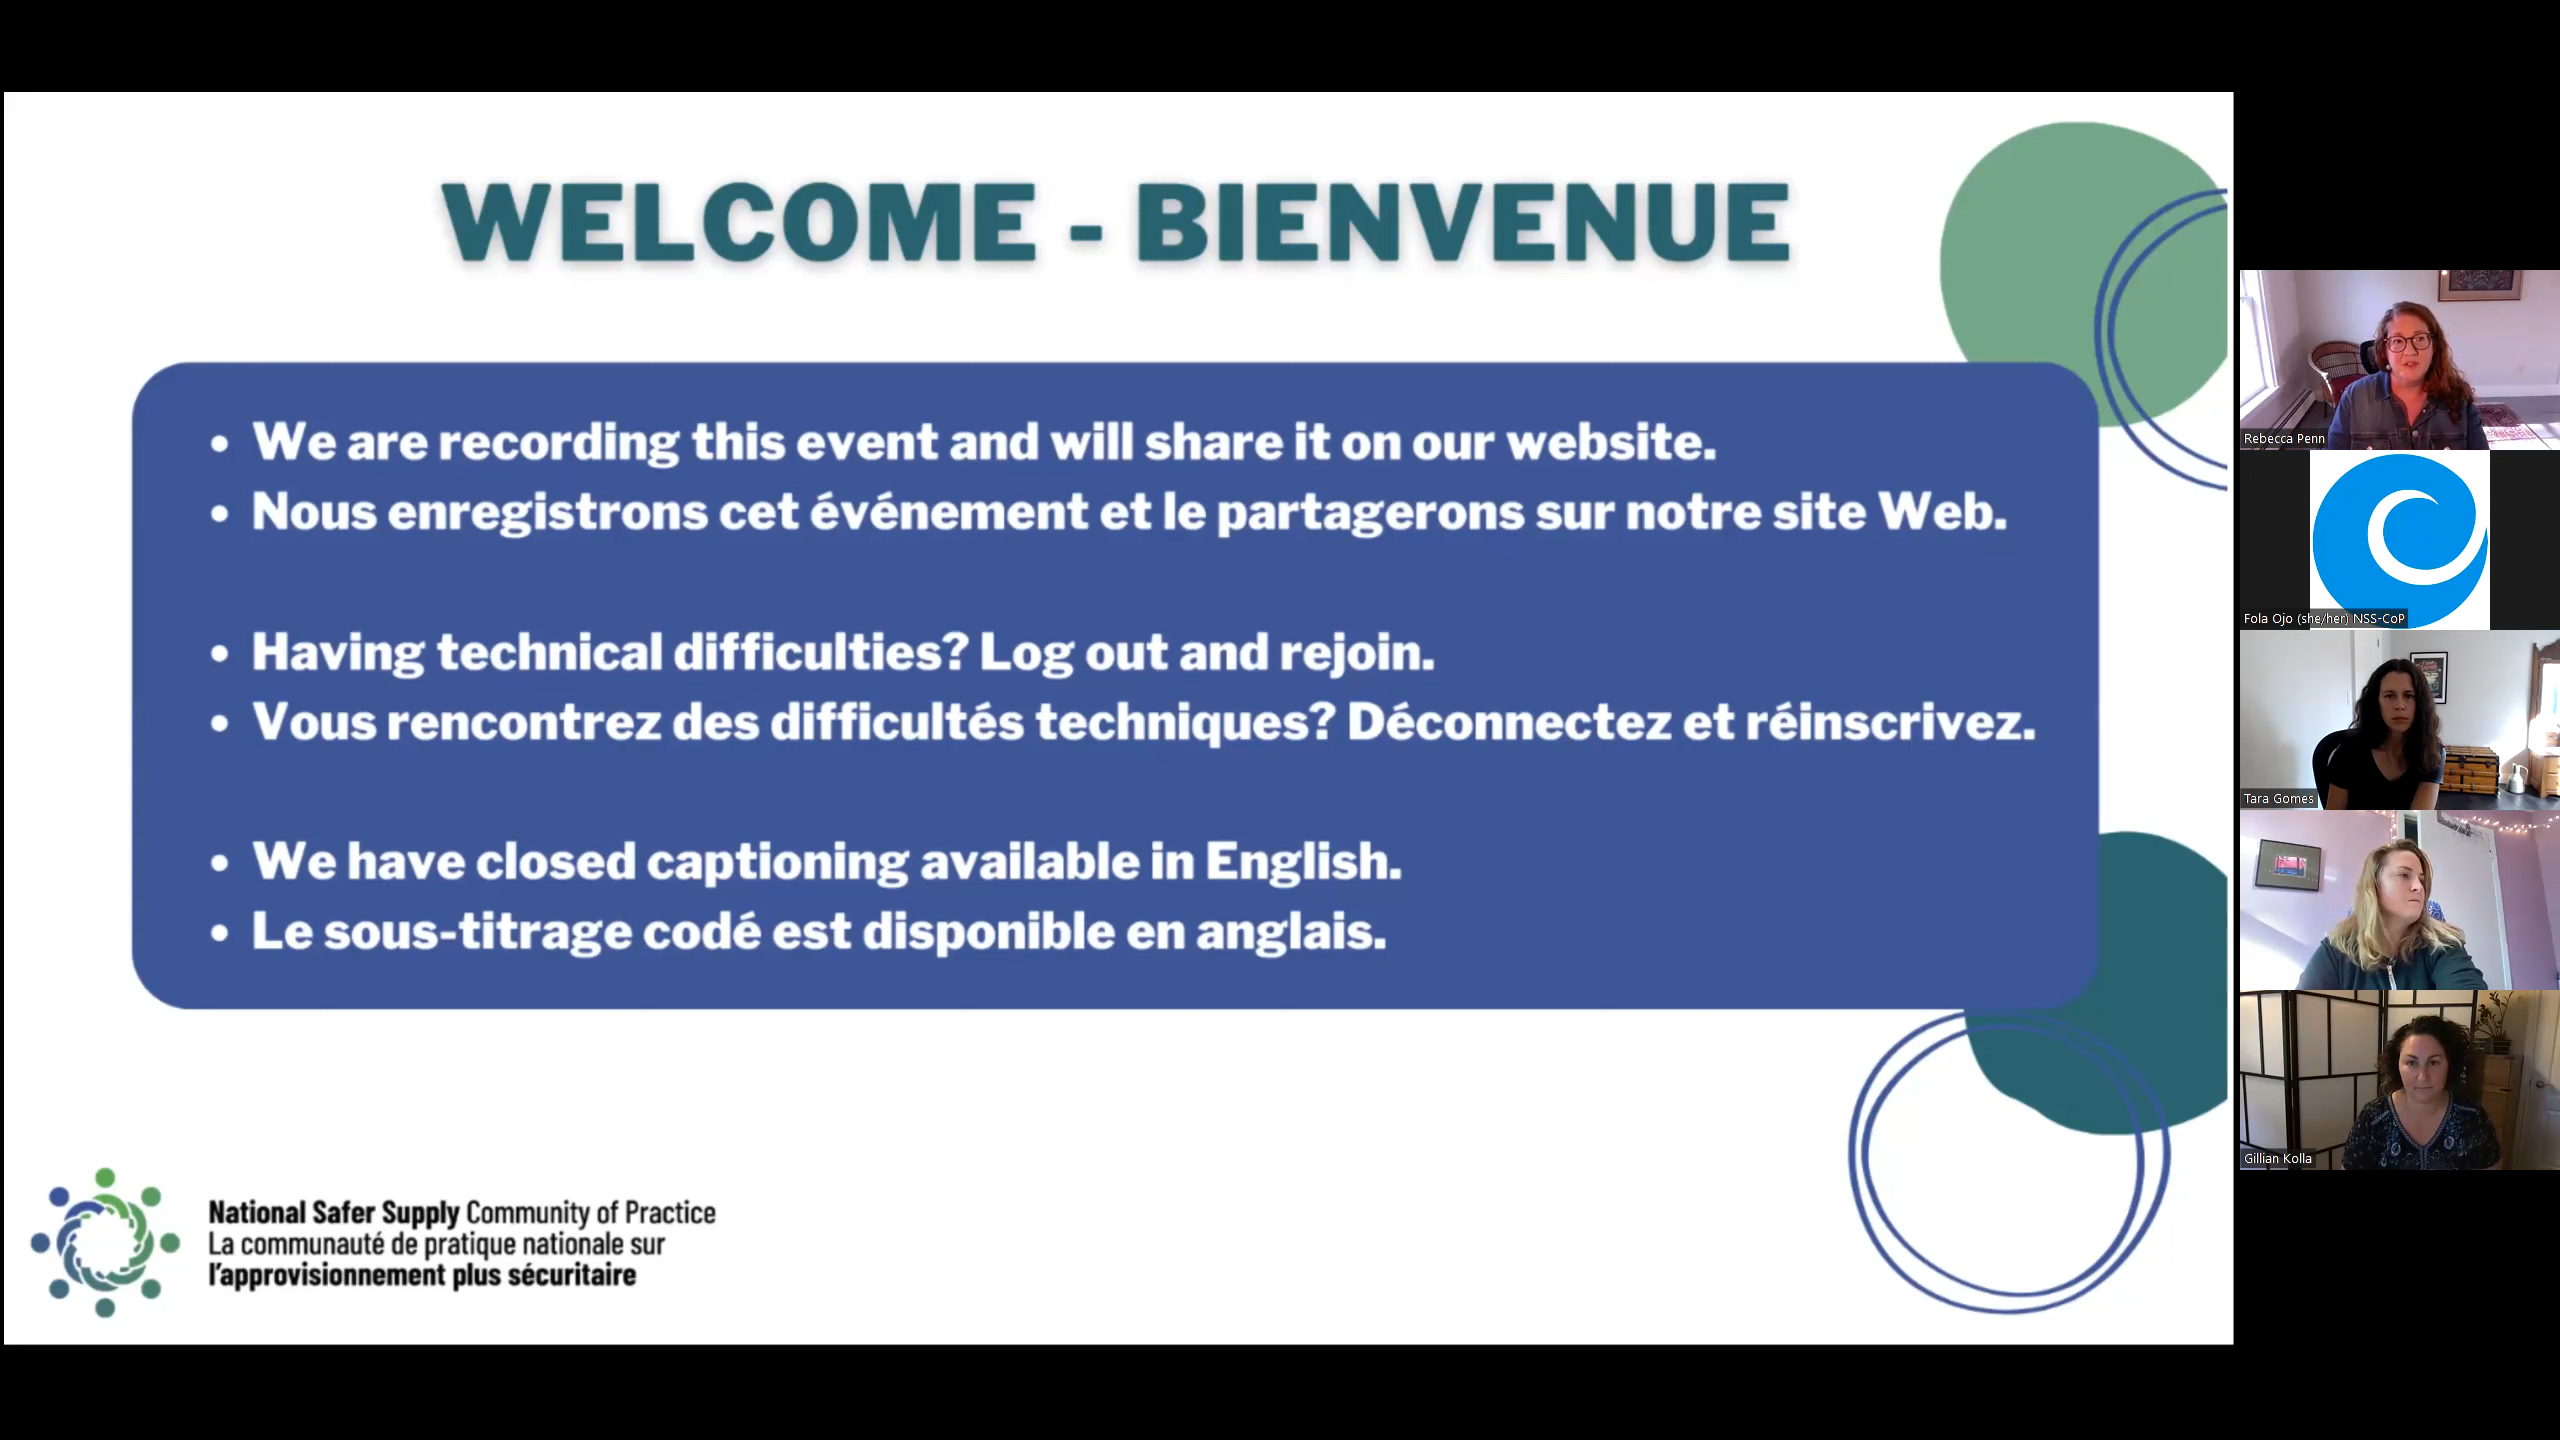 WELCOME - BIENVENUE
• We are recording this event and will share it on our website.
• Nous enregistrons cet événement et le partagerons sur notre site Web.
• Having technical difficulties? Log out and rejoin.
• Vous rencontrez des difficultés techniques? Déconnectez et réinscrivez.
• We have closed captioning available in English.
• Le sous-titrage codé est disponible en anglais.
National Safer Supply Community of Practice
La communauté de pratique nationale sur
l'approvisionnement plus sécuritaire
Rebecca Penn
Fola Ojo (she/her) NSS-CoP
Tara Gomes
Gillian Kolla